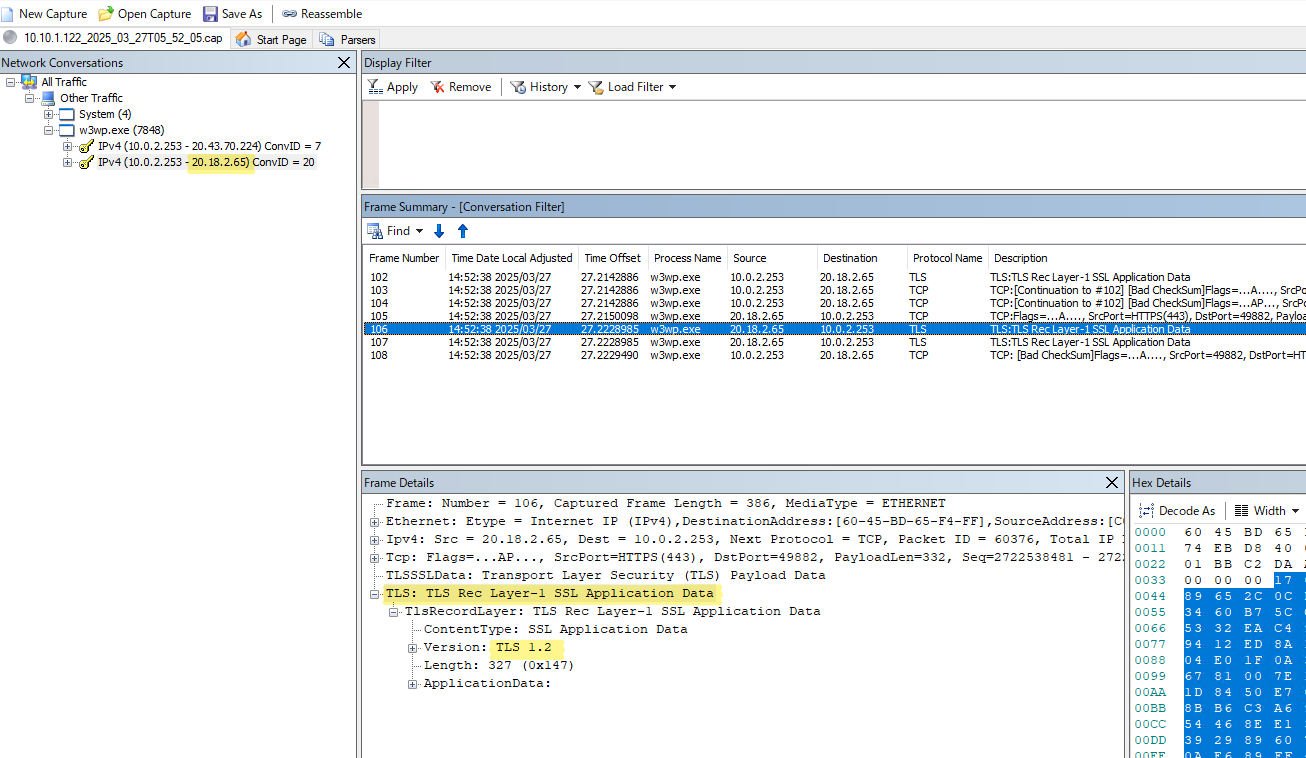 New Capture Open Capture Save As Reassemble
10.10.1.122_2025_03_27T05_52_05.cap Start Page Parsers
Network Conversations
All Traffic
Other Traffic
System (4)
w3wp.exe (7848)
IPv4 (10.0.2.253 - 20.43.70.224) ConvID = 7
IPv4 (10.0.2.253 - 20.18.2.65) ConvID = 20
Display Filter
Apply Remove History Load Filter
Frame Summary - [Conversation Filter]
Find
Frame Number Time Date Local Adjusted Time Offset Process Name Source Destination Protocol Name Description
102 14:52:38 2025/03/27 27.2142886 w3wp.exe 10.0.2.253 20.18.2.65 TLS TLS:TLS Rec Layer-1 SSL Application Data
103 14:52:38 2025/03/27 27.2142886 w3wp.exe 10.0.2.253 20.18.2.65 TCP TCP:[Continuation to #102] [Bad CheckSum]Flags=...A...., SrcPo
104 14:52:38 2025/03/27 27.2142886 w3wp.exe 10.0.2.253 20.18.2.65 TCP TCP:[Continuation to #102] [Bad CheckSum]Flags=...AP..., SrcPo
105 14:52:38 2025/03/27 27.2150098 w3wp.exe 20.18.2.65 10.0.2.253 TCP TCP:Flags=...A...., SrcPort=HTTPS(443), DstPort=49882, Payloa
106 14:52:38 2025/03/27 27.2228985 w3wp.exe 20.18.2.65 10.0.2.253 TLS TLS:TLS Rec Layer-1 SSL Application Data
107 14:52:38 2025/03/27 27.2228985 w3wp.exe 20.18.2.65 10.0.2.253 TLS TLS:TLS Rec Layer-1 SSL Application Data
108 14:52:38 2025/03/27 27.2229490 w3wp.exe 10.0.2.253 20.18.2.65 TCP TCP: [Bad CheckSum]Flags=...A...., SrcPort=49882, DstPort=HT
Frame Details
Frame: Number = 106, Captured Frame Length = 386, MediaType = ETHERNET
Ethernet: Etype = Internet IP (IPv4),DestinationAddress:[60-45-BD-65-F4-FF],SourceAddress:[C
Ipv4: Src = 20.18.2.65, Dest = 10.0.2.253, Next Protocol = TCP, Packet ID = 60376, Total IP
Tcp: Flags=...AP..., SrcPort=HTTPS(443), DstPort=49882, PayloadLen=332, Seq=2722538481 - 272
TLSSSLData: Transport Layer Security (TLS) Payload Data
TLS: TLS Rec Layer-1 SSL Application Data
TlsRecordLayer: TLS Rec Layer-1 SSL Application Data
ContentType: SSL Application Data
Version: TLS 1.2
Length: 327 (0x147)
ApplicationData:
Hex Details
Decode As Width
0000 60 45 BD 65
0011 74 EB D8 40
0022 01 BB C2 DA
0033 00 00 00 17
0044 89 65 2C 0C
0055 34 60 B7 5C
0066 53 32 EA C4
0077 94 12 ED 8A
0088 04 E0 1F 0A
0099 67 81 00 7E
00AA 1D 84 50 E7
00BB 8B B6 C3 A6
00CC 54 46 8E E1
00DD 39 29 89 60